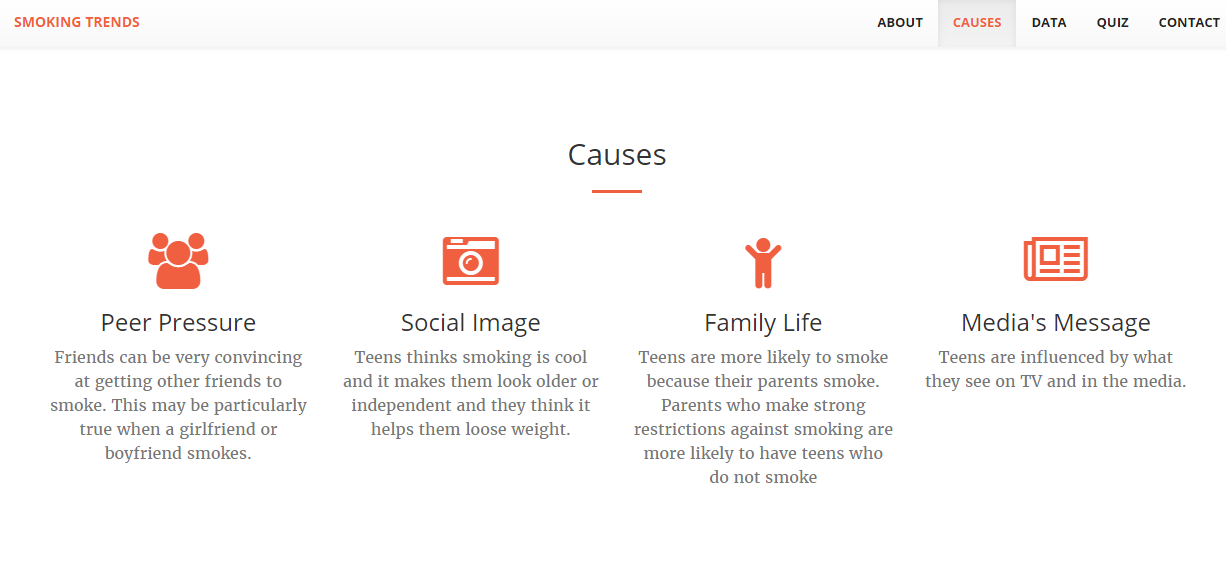 SMOKING TRENDS
ABOUT
CAUSES
DATA
QUIZ
CONTACT
Causes
Peer Pressure
Friends can be very convincing
at getting other friends to
smoke. This may be particularly
true when a girlfriend or
boyfriend smokes.
Social Image
Teens thinks smoking is cool
and it makes them look older or
independent and they think it
helps them loose weight.
Family Life
Teens are more likely to smoke
because their parents smoke.
Parents who make strong
restrictions against smoking are
more likely to have teens who
do not smoke
Media's Message
Teens are influenced by what
they see on TV and in the media.